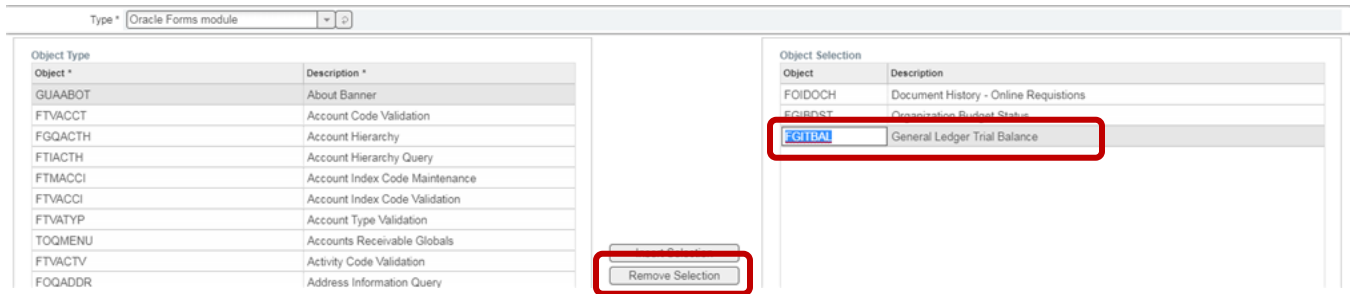 Type * Oracle Forms module
Object Type
Object * Description *
GUAABOT About Banner
FTVACCT Account Code Validation
FGQACTH Account Hierarchy
FTIACTH Account Hierarchy Query
FTMACCI Account Index Code Maintenance
FTVACCI Account Index Code Validation
FTVATYP Account Type Validation
TOQMENU Accounts Receivable Globals
FTVACTV Activity Code Validation
FOQADDR Address Information Query
Insert Selection
Remove Selection
Object Selection
Object Description
FOIDOCH Document History - Online Requistions
FGIBDST Organization Budget Status
FGITBAL General Ledger Trial Balance